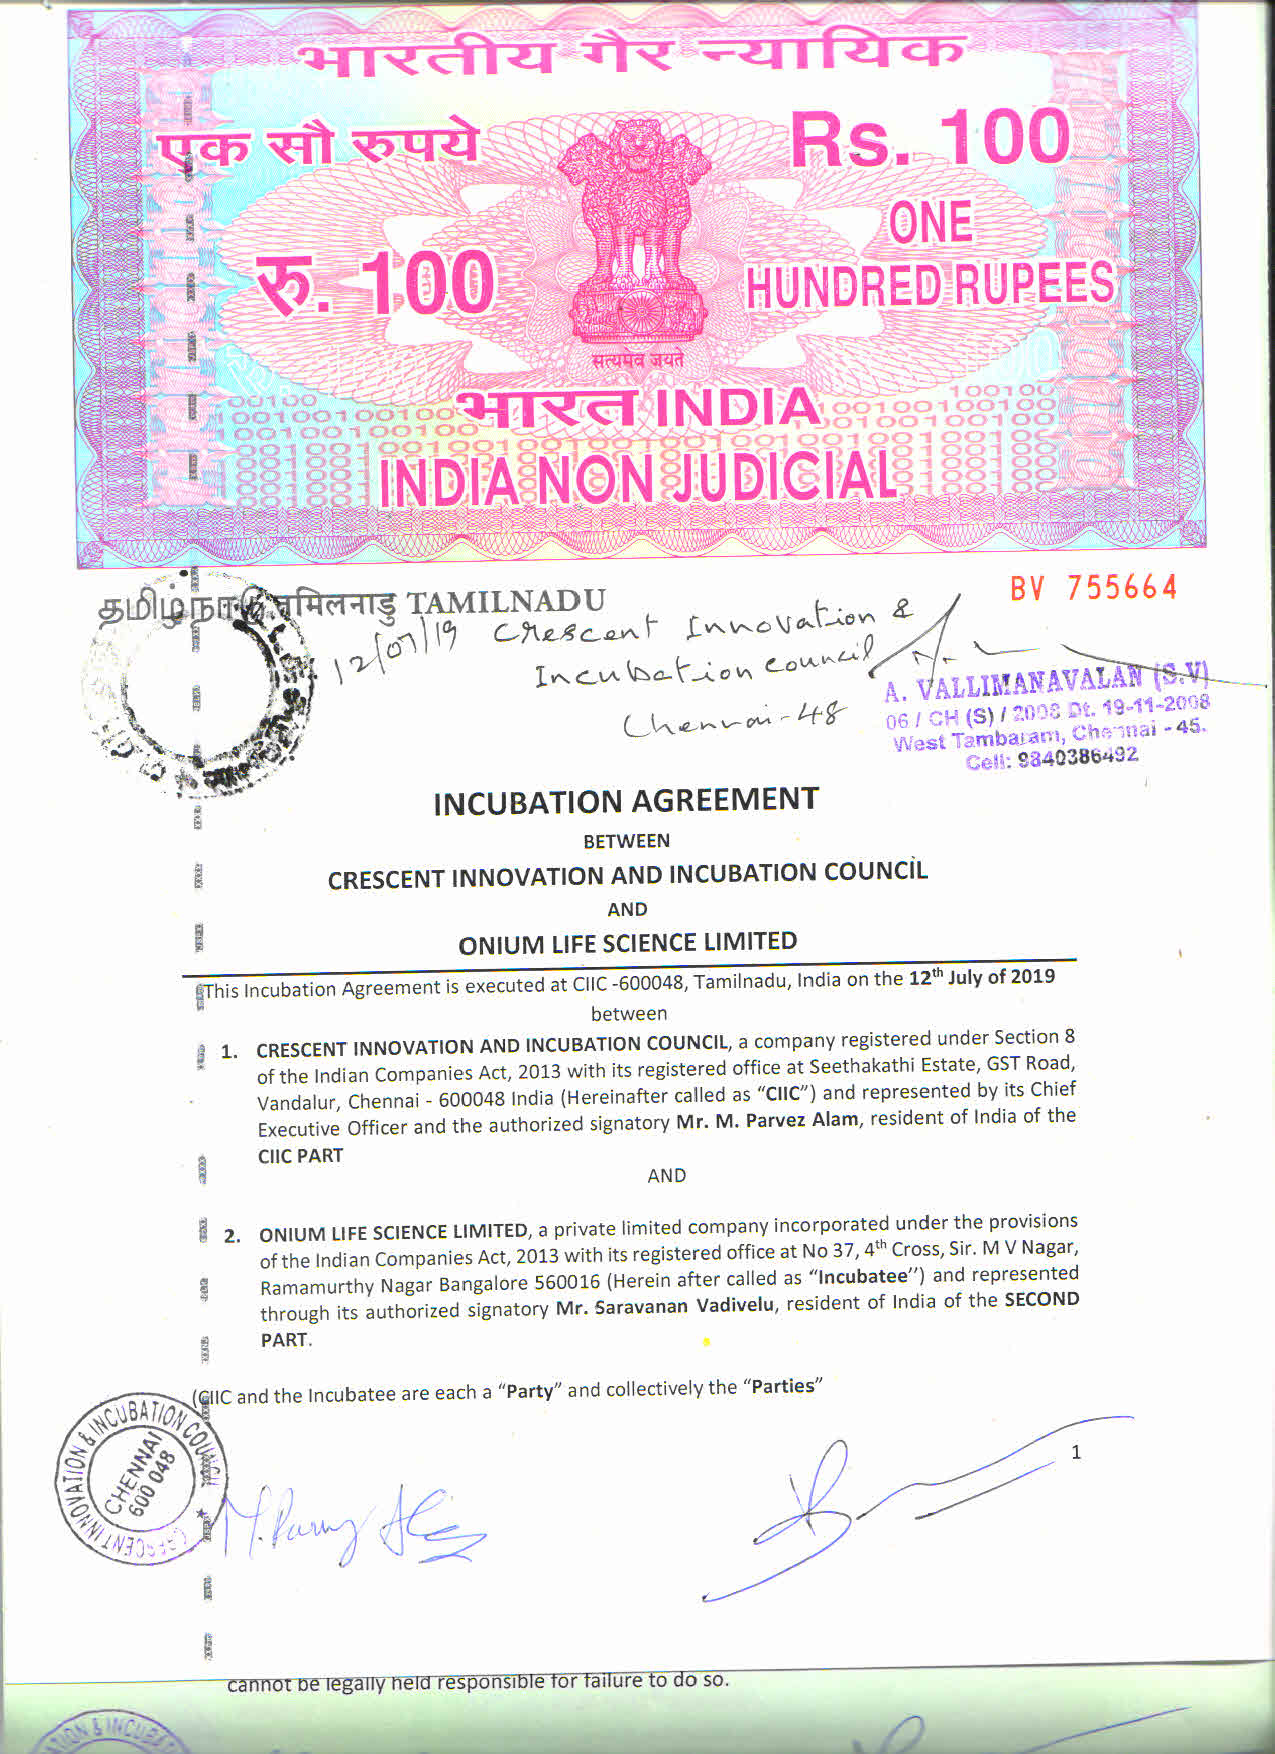 भारतीय गैर न्यायिक
एक सौ रुपये
Rs. 100
रु. 100
ONE
HUNDRED RUPEES
सत्यमेव जयते
भारत INDIA
INDIA NON JUDICIAL
தமிழ்நாடு तमिलनाडु TAMILNADU
BV 755664
12/07/19 Crescent Innovation &
Incubation council
Chennai-48
A. VALLIMANAVALAN (S.V)
06 / CH (S) / 2008 Dt. 19-11-2008
West Tambaram, Chennai - 45.
Cell: 9840386492
INCUBATION AGREEMENT
BETWEEN
CRESCENT INNOVATION AND INCUBATION COUNCIL
AND
ONIUM LIFE SCIENCE LIMITED
This Incubation Agreement is executed at CIIC -600048, Tamilnadu, India on the 12th July of 2019
between
1. CRESCENT INNOVATION AND INCUBATION COUNCIL, a company registered under Section 8
of the Indian Companies Act, 2013 with its registered office at Seethakathi Estate, GST Road,
Vandalur, Chennai - 600048 India (Hereinafter called as “CIIC”) and represented by its Chief
Executive Officer and the authorized signatory Mr. M. Parvez Alam, resident of India of the
CIIC PART
AND
2. ONIUM LIFE SCIENCE LIMITED, a private limited company incorporated under the provisions
of the Indian Companies Act, 2013 with its registered office at No 37, 4th Cross, Sir. M V Nagar,
Ramamurthy Nagar Bangalore 560016 (Herein after called as “Incubatee”) and represented
through its authorized signatory Mr. Saravanan Vadivelu, resident of India of the SECOND
PART.
(CIIC and the Incubatee are each a “Party” and collectively the “Parties”
1
CRESCENT INNOVATION & INCUBATION COUNCIL
CHENNAI
600 048
cannot be legally held responsible for failure to do so.